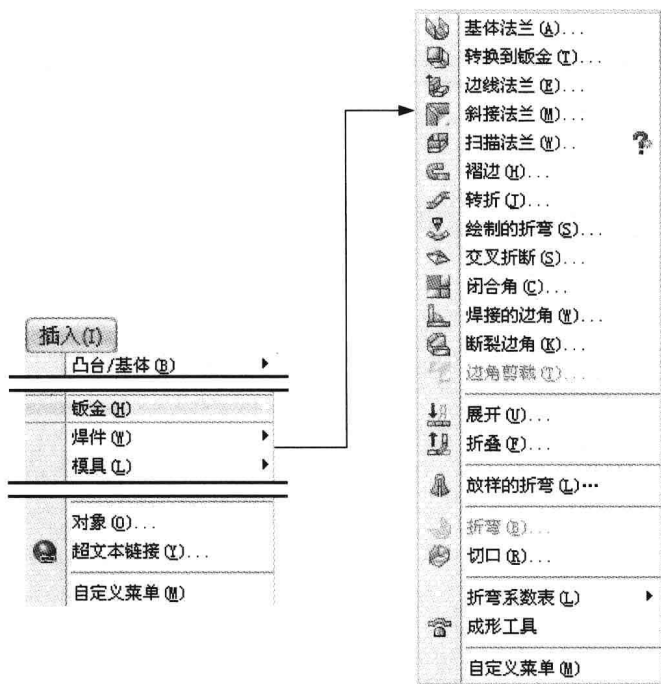 插入(I)
凸台/基体(B)
钣金(H)
焊件(W)
模具(L)
对象(O)...
超文本链接(Y)...
自定义菜单(M)
基体法兰(A)...
转换到钣金(T)...
边线法兰(E)...
斜接法兰(M)...
扫描法兰(W)..
褶边(H)...
转折(J)...
绘制的折弯(S)...
交叉折断(S)...
闭合角(C)...
焊接的边角(W)...
断裂边角(K)...
边角剪裁(T)...
展开(U)...
折叠(F)...
放样的折弯(L)…
折弯(B)...
切口(R)...
折弯系数表(L)
成形工具
自定义菜单(M)